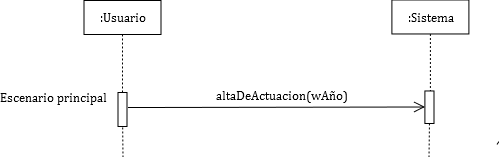 :Usuario
:Sistema
Escenario principal
altaDeActuacion(wAño)
,